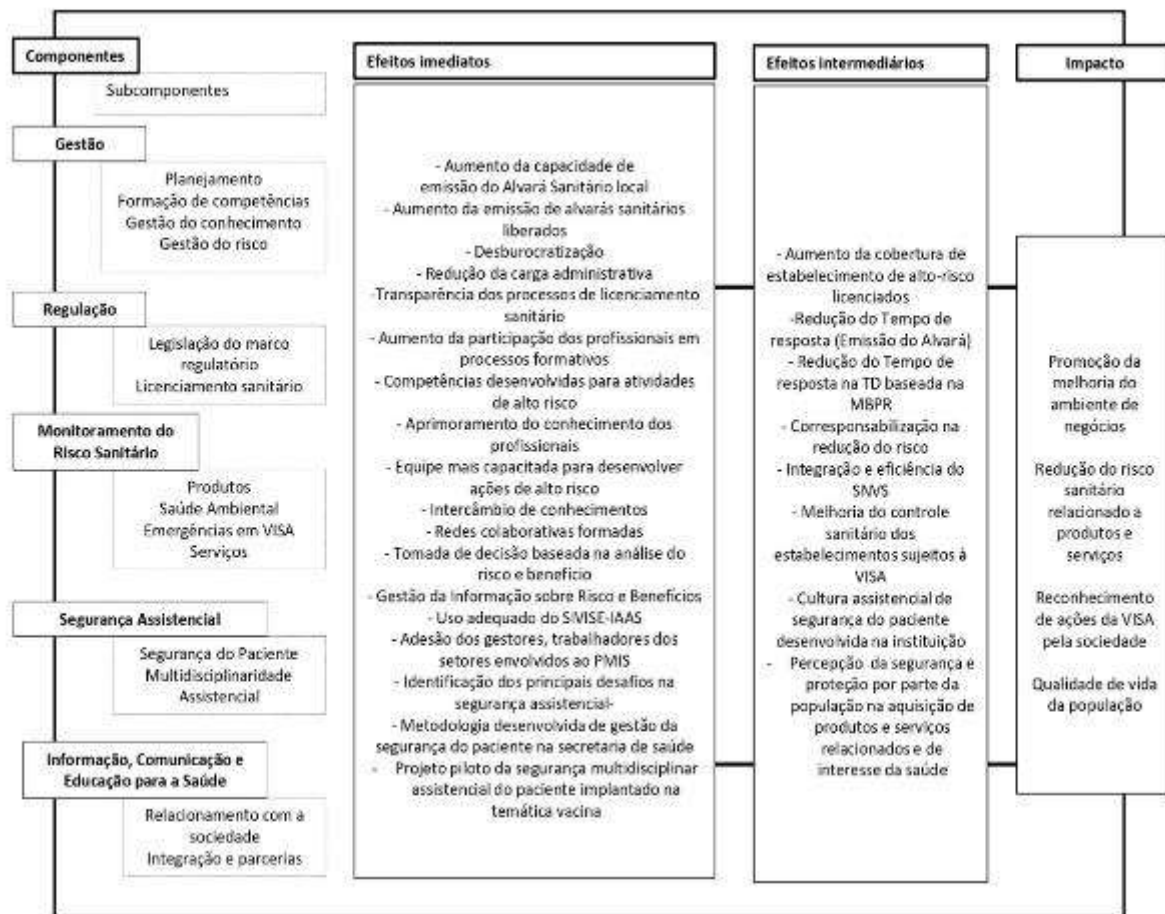 Componentes
Subcomponentes
Gestão
Planejamento
Formação de competências
Gestão do conhecimento
Gestão do risco
Regulação
Legislação do marco
regulatório
Licenciamento sanitário
Monitoramento do
Risco Sanitário
Produtos
Saúde Ambiental
Emergências em VISA
Serviços
Segurança Assistencial
Segurança do Paciente
Multidisciplinaridade
Assistencial
Informação, Comunicação e
Educação para a Saúde
Relacionamento com a
sociedade
Integração e parcerias
Efeitos imediatos
- Aumento da capacidade de
emissão do Alvará Sanitário local
- Aumento da emissão de alvarás sanitários
liberados
- Desburocratização
- Redução da carga administrativa
-Transparência dos processos de licenciamento
sanitário
- Aumento da participação dos profissionais em
processos formativos
- Competências desenvolvidas para atividades
de alto risco
- Aprimoramento do conhecimento dos
profissionais
- Equipe mais capacitada para desenvolver
ações de alto risco
- Intercâmbio de conhecimentos
- Redes colaborativas formadas
- Tomada de decisão baseada na análise do
risco e benefício
- Gestão da Informação sobre Risco e Benefícios
- Uso adequado do SIVISE-IAAS
- Adesão dos gestores, trabalhadores dos
setores envolvidos ao PMIS
- Identificação dos principais desafios na
segurança assistencial-
- Metodologia desenvolvida de gestão da
segurança do paciente na secretaria de saúde
- Projeto piloto da segurança multidisciplinar
assistencial do paciente implantado na
temática vacina
Efeitos intermediários
- Aumento da cobertura de
estabelecimento de alto-risco
licenciados
-Redução do Tempo de
resposta (Emissão do Alvará)
- Redução do Tempo de
resposta na TD baseada na
MBPR
- Corresponsabilização na
redução do risco
- Integração e eficiência do
SNVS
- Melhoria do controle
sanitário dos
estabelecimentos sujeitos à
VISA
- Cultura assistencial de
segurança do paciente
desenvolvida na instituição
- Percepção da segurança e
proteção por parte da
população na aquisição de
produtos e serviços
relacionados e de
interesse da saúde
Impacto
Promoção da
melhoria do
ambiente de
negócios
Redução do risco
sanitário
relacionado a
produtos e
serviços
Reconhecimento
de ações da VISA
pela sociedade
Qualidade de vida
da população